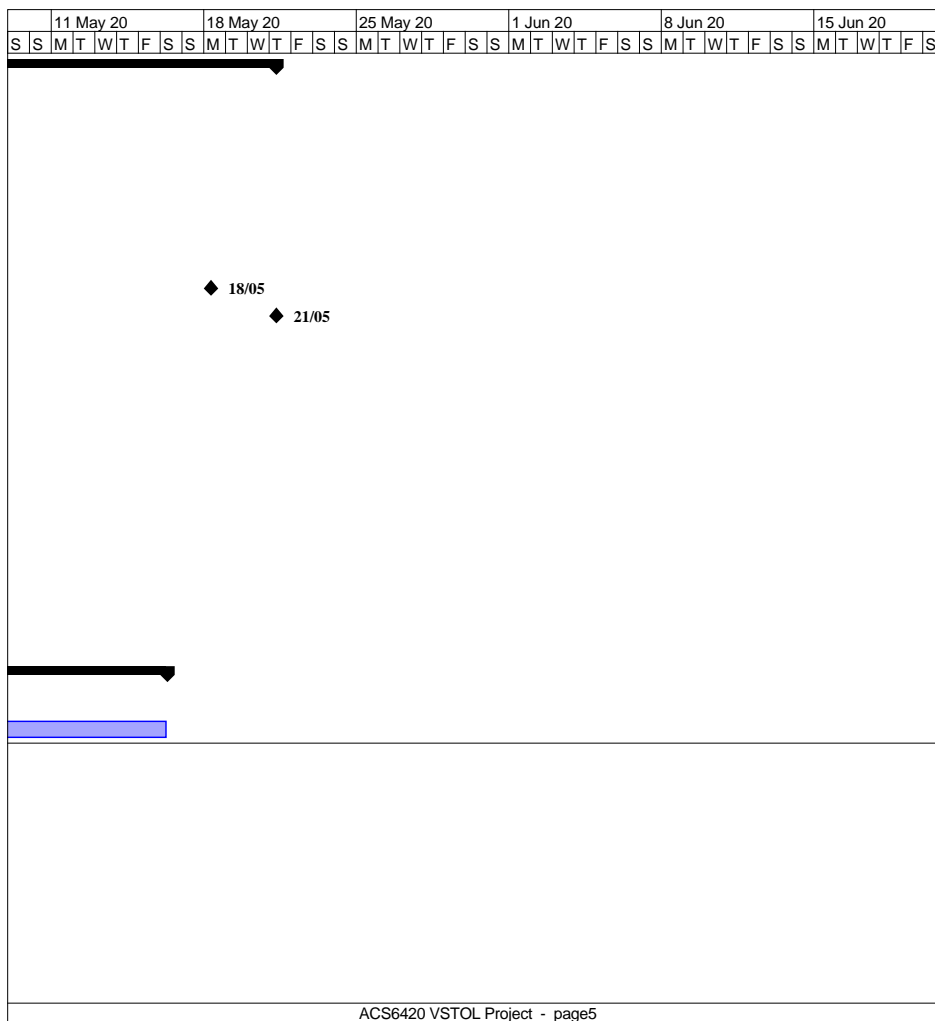 11 May 20 18 May 20 25 May 20 1 Jun 20 8 Jun 20 15 Jun 20
S S M T W T F S S M T W T F S S M T W T F S S M T W T F S S M T W T F S S M T W T F S
18/05
21/05
ACS6420 VSTOL Project - page5